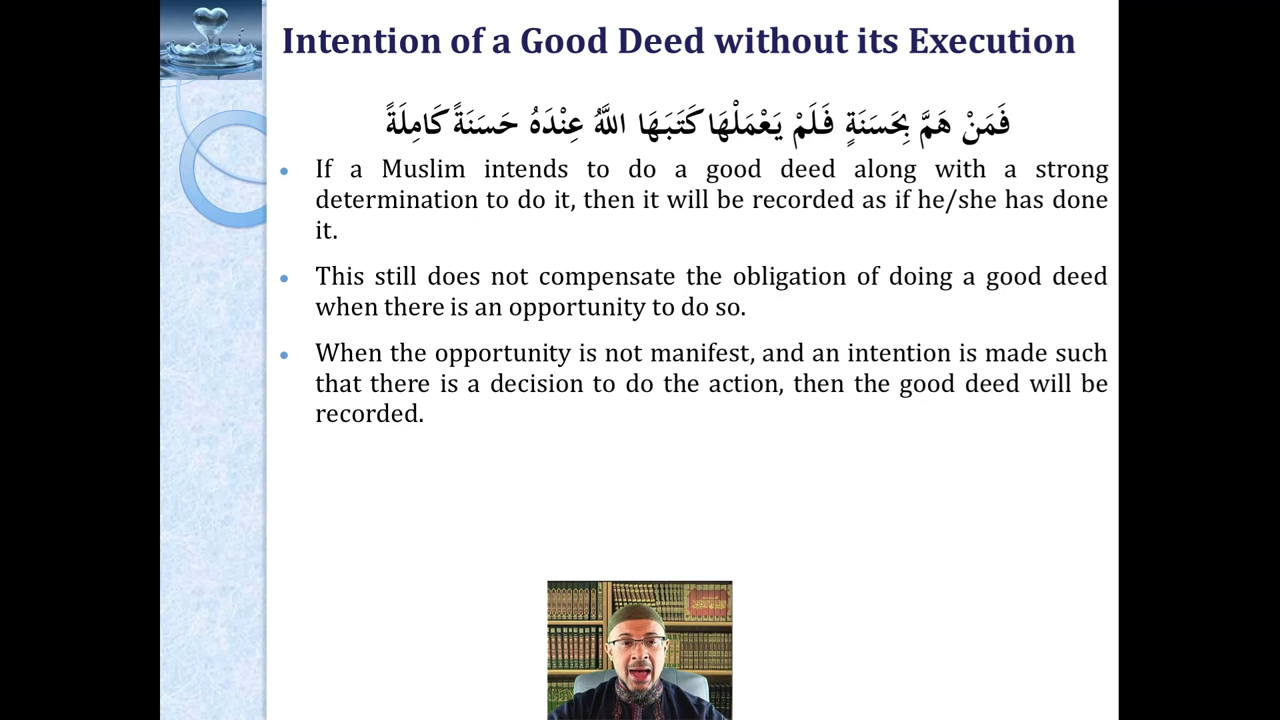 Intention of a Good Deed without its Execution
فَمَنْ هَمَّ بِحَسَنَةٍ فَلَمْ يَعْمَلْهَا كَتَبَهَا اللَّهُ عِنْدَهُ حَسَنَةً كَامِلَةً
• If a Muslim intends to do a good deed along with a strong
determination to do it, then it will be recorded as if he/she has done
it.
• This still does not compensate the obligation of doing a good deed
when there is an opportunity to do so.
• When the opportunity is not manifest, and an intention is made such
that there is a decision to do the action, then the good deed will be
recorded.